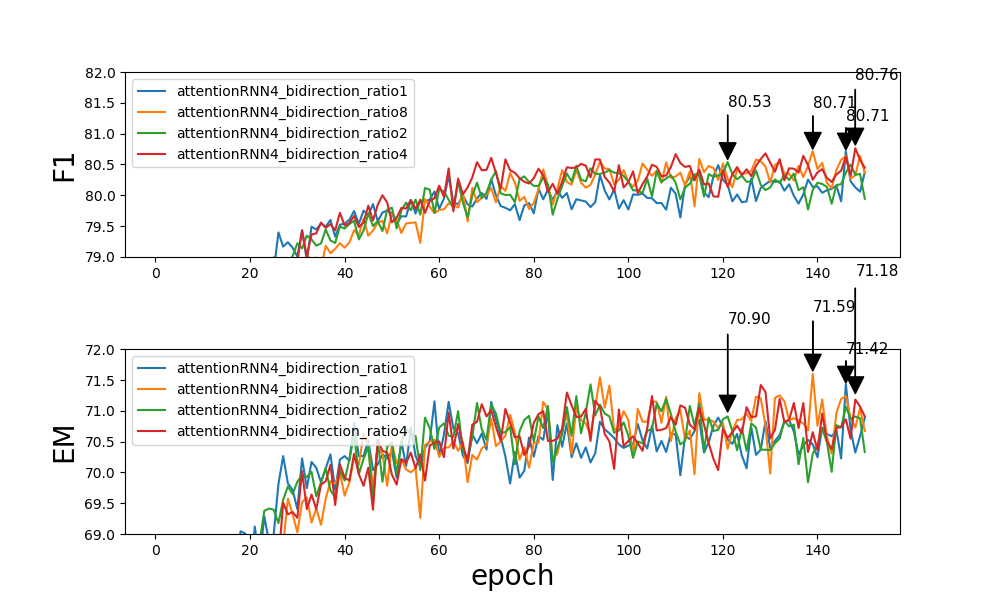 82.0
81.5
81.0
80.5
80.0
79.5
79.0
F1
attentionRNN4_bidirection_ratio1
attentionRNN4_bidirection_ratio8
attentionRNN4_bidirection_ratio2
attentionRNN4_bidirection_ratio4
80.53
80.71
80.71
80.76
0 20 40 60 80 100 120 140
72.0
71.5
71.0
70.5
70.0
69.5
69.0
EM
attentionRNN4_bidirection_ratio1
attentionRNN4_bidirection_ratio8
attentionRNN4_bidirection_ratio2
attentionRNN4_bidirection_ratio4
70.90
71.59
71.42
71.18
0 20 40 60 80 100 120 140
epoch